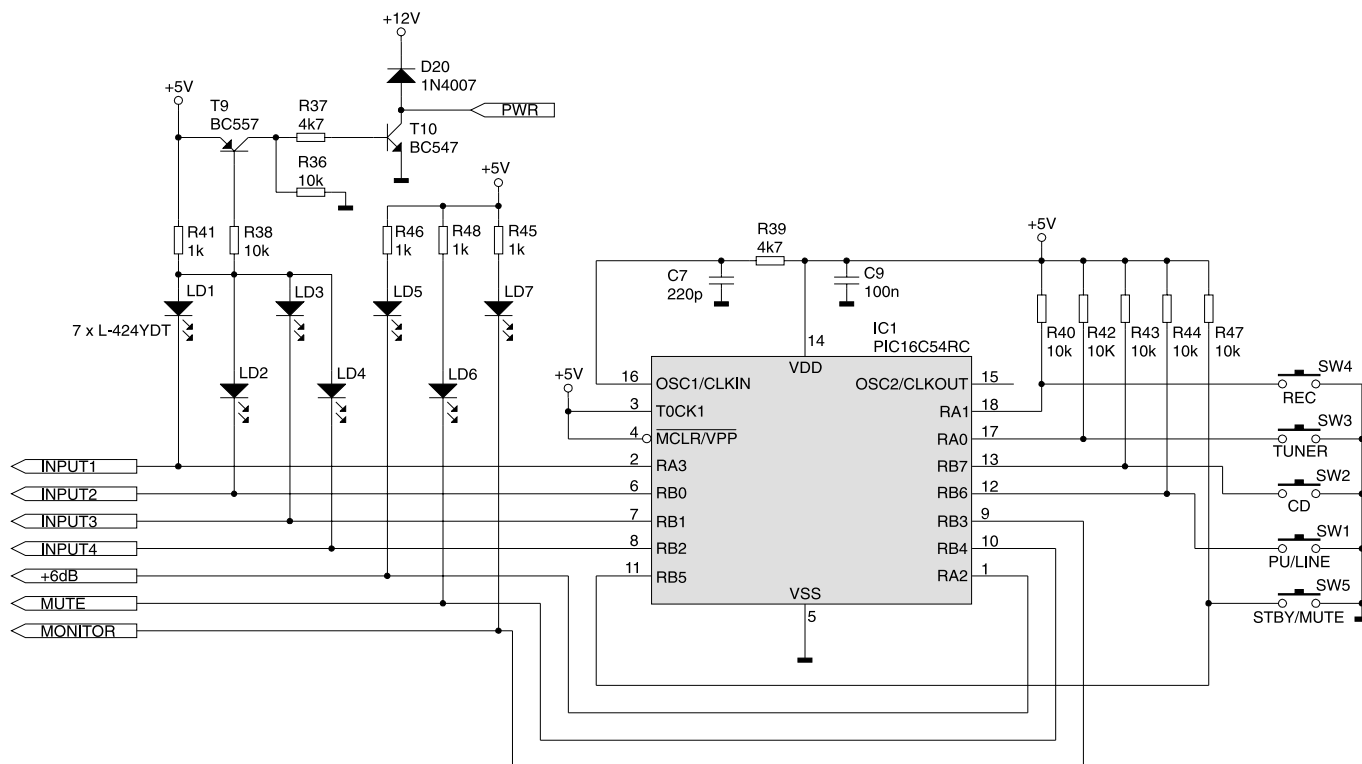 +12V
D20
1N4007
+5V
T9
BC557
R37
4k7
PWR
T10
BC547
R36
10k
+5V
R41
1k
R38
10k
R46
1k
R48
1k
R45
1k
+5V
R39
4k7
C7
220p
C9
100n
LD1
LD3
LD5
LD7
7 x L-424YDT
LD2
LD4
LD6
R40
10k
R42
10K
R43
10k
R44
10k
R47
10k
IC1
PIC16C54RC
14
VDD
+5V
16 OSC1/CLKIN
OSC2/CLKOUT 15
3 T0CK1
RA1 18
4 MCLR/VPP
RA0 17
2 RA3
RB7 13
6 RB0
RB6 12
7 RB1
RB3 9
8 RB2
RB4 10
11 RB5
RA2 1
VSS
5
SW4
REC
SW3
TUNER
SW2
CD
SW1
PU/LINE
SW5
STBY/MUTE
INPUT1
INPUT2
INPUT3
INPUT4
+6dB
MUTE
MONITOR